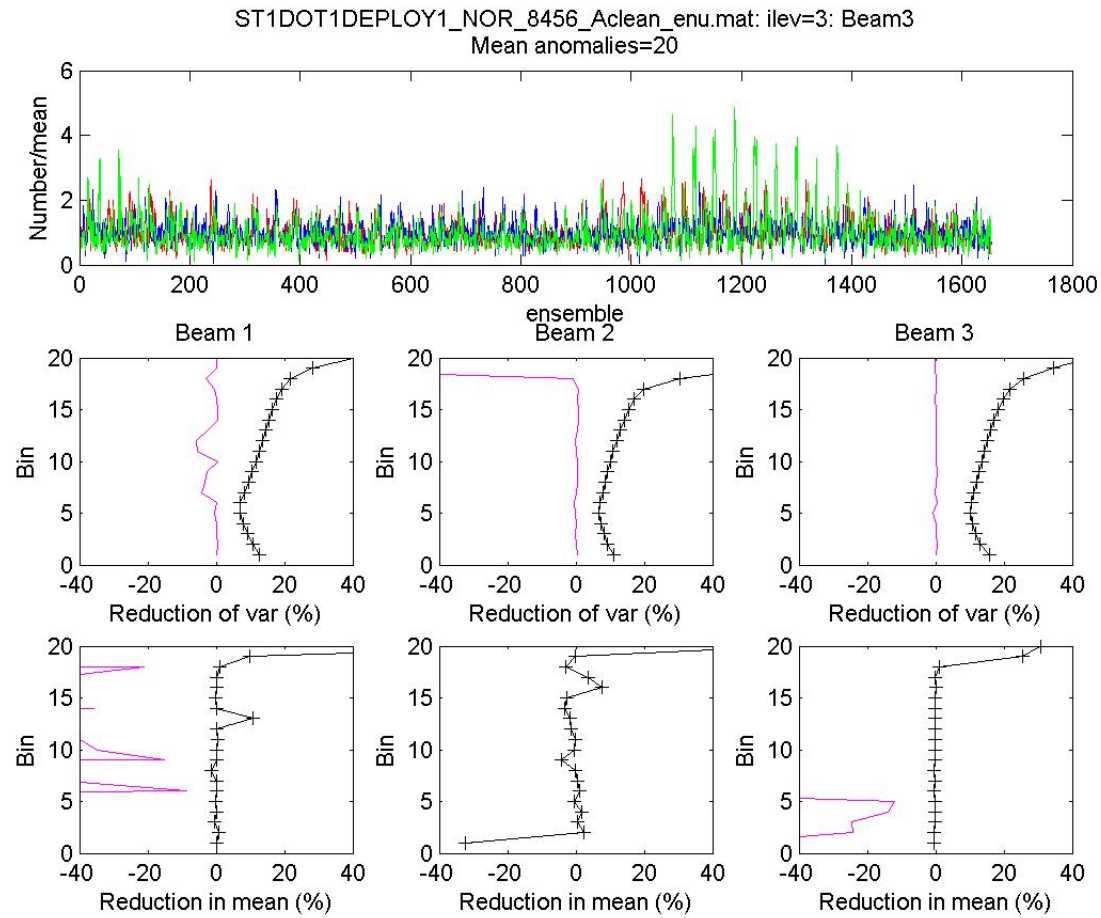 ST1DOT1DEPLOY1_NOR_8456_Aclean_enu.mat: ilev=3: Beam3
Mean anomalies=20
Number/mean
6
4
2
0
0 200 400 600 800 1000 1200 1400 1600 1800
ensemble
Beam 1 Beam 2 Beam 3
Bin
20
15
10
5
0
-40 -20 0 20 40
Reduction of var (%)
Bin
20
15
10
5
0
-40 -20 0 20 40
Reduction of var (%)
Bin
20
15
10
5
0
-40 -20 0 20 40
Reduction of var (%)
Bin
20
15
10
5
0
-40 -20 0 20 40
Reduction in mean (%)
Bin
20
15
10
5
0
-40 -20 0 20 40
Reduction in mean (%)
Bin
20
15
10
5
0
-40 -20 0 20 40
Reduction in mean (%)